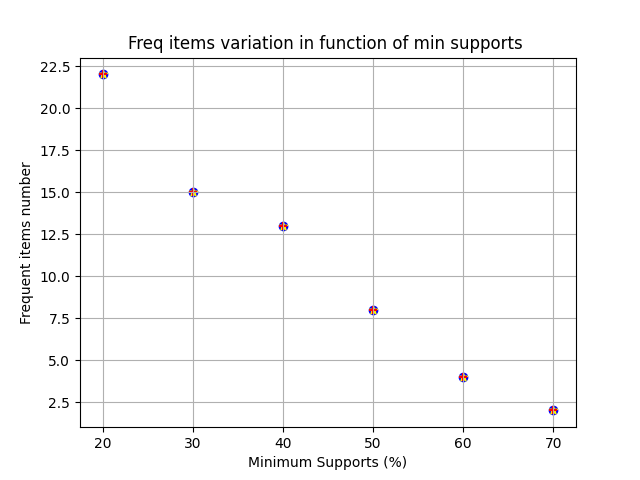 Freq items variation in function of min supports
22.5
20.0
17.5
15.0
12.5
10.0
7.5
5.0
2.5
Frequent items number
20 30 40 50 60 70
Minimum Supports (%)